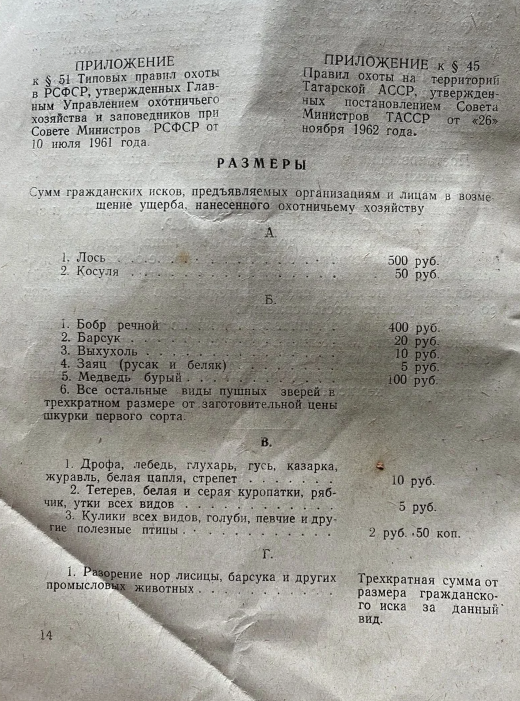 ПРИЛОЖЕНИЕ
к § 51 Типовых правил охоты
в РСФСР, утвержденных Глав-
ным Управлением охотничьего
хозяйства и заповедников при
Совете Министров РСФСР от
10 июля 1961 года
ПРИЛОЖЕНИЕ к § 45
Правил охоты на территорий
Татарской АССР, утвержден-
ных постановлением Совета
Министров ТАССР от «26»
ноября 1962 года.
РАЗМЕРЫ
Сумм гражданских исков, предъявляемых организациям и лицам в возме
щение ущерба, нанесенного охотничьему хозяйству
А.
1. Лось . . . . . . . . . . . . . . . 500 руб.
2. Косуля . . . . . . . . . . . . . . 50 руб.
Б.
1. Бобр речной . . . . . . . . . . . . 400 руб.
2. Барсук . . . . . . . . . . . . . . 20 руб.
3. Выхухоль . . . . . . . . . . . . . 10 руб.
4. Заяц (русак и беляк) . . . . . . . . 5 руб.
5. Медведь бурый . . . . . . . . . . . 100 руб.
6. Все остальные виды пушных зверей в
трехкратном размере от заготовительной цены
шкурки первого сорта.
В.
1. Дрофа, лебедь, глухарь, гусь, казарка,
журавль, белая цапля, стрепет . . . . . . . 10 руб.
2. Тетерев, белая и серая куропатки, ряб-
чик, утки всех видов . . . . . . . . . . . 5 руб.
3. Кулики всех видов, голуби, певчие и дру-
гие полезные птицы . . . . . . . . . . . 2 руб. 50 коп.
Г.
1. Разорение нор лисицы, барсука и других
промысловых животных . . . . . . . . . .
Трехкратная сумма от
размера гражданско-
го иска за данный
вид.
14